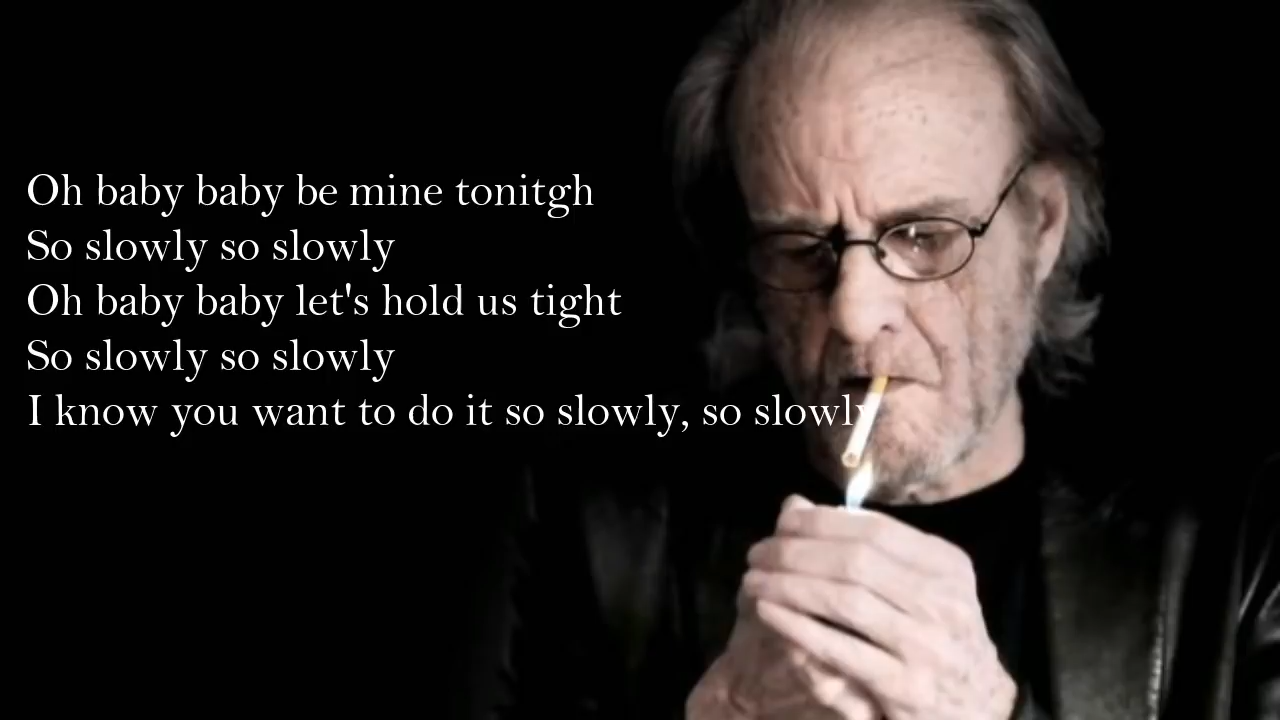 Oh baby baby be mine tonitgh
So slowly so slowly
Oh baby baby let's hold us tight
So slowly so slowly
I know you want to do it so slowly, so slowly